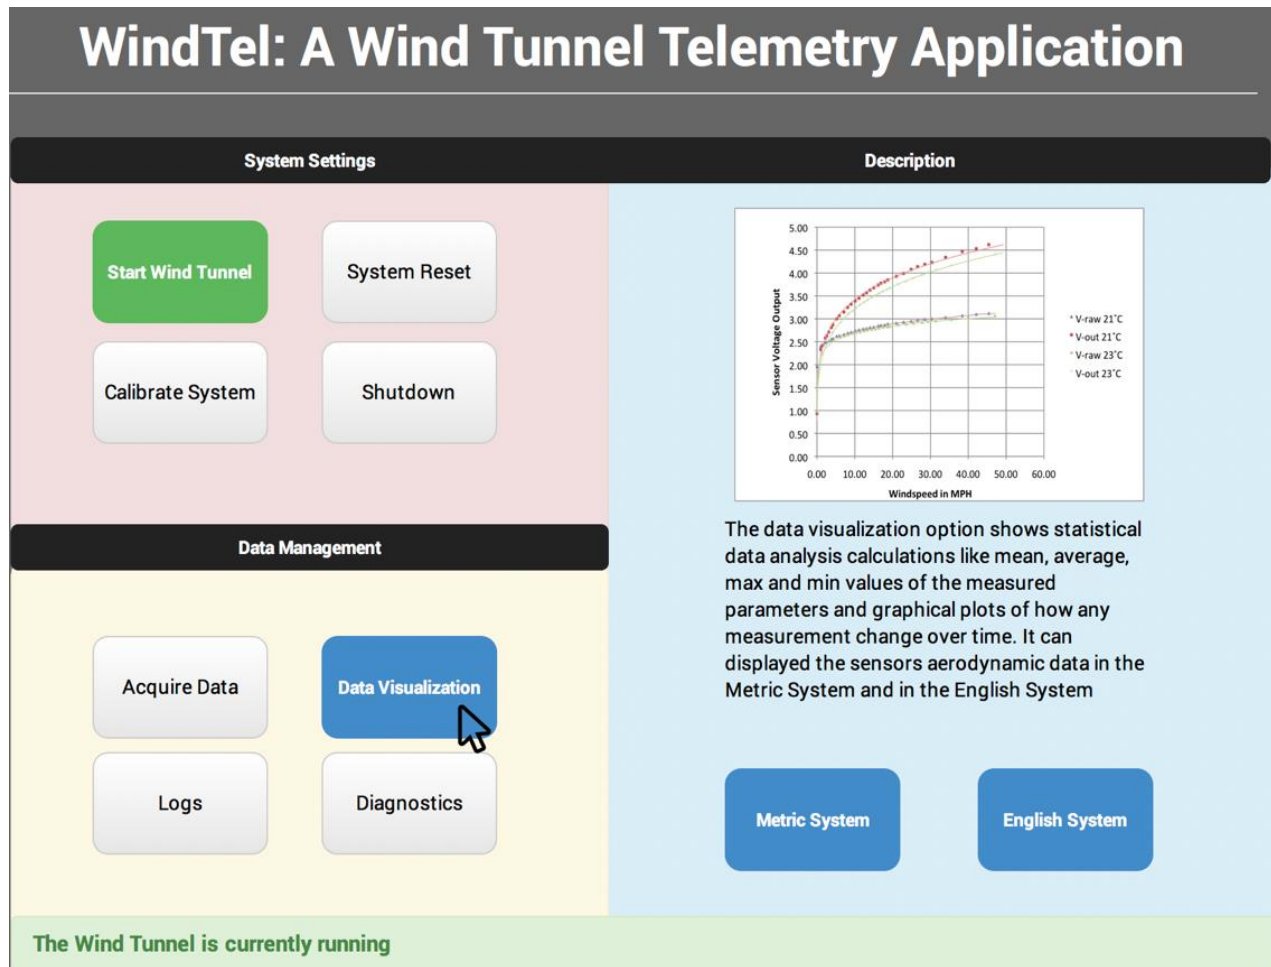 WindTel: A Wind Tunnel Telemetry Application
System Settings
Start Wind Tunnel
System Reset
Calibrate System
Shutdown
Data Management
Acquire Data
Data Visualization
Logs
Diagnostics
Description
Sensor Voltage Output
5.00
4.50
4.00
3.50
3.00
2.50
2.00
1.50
1.00
0.50
0.00
0.00 10.00 20.00 30.00 40.00 50.00 60.00
Windspeed in MPH
V-raw 21˚C
V-out 21˚C
V-raw 23˚C
V-out 23˚C
The data visualization option shows statistical
data analysis calculations like mean, average,
max and min values of the measured
parameters and graphical plots of how any
measurement change over time. It can
displayed the sensors aerodynamic data in the
Metric System and in the English System
Metric System
English System
The Wind Tunnel is currently running